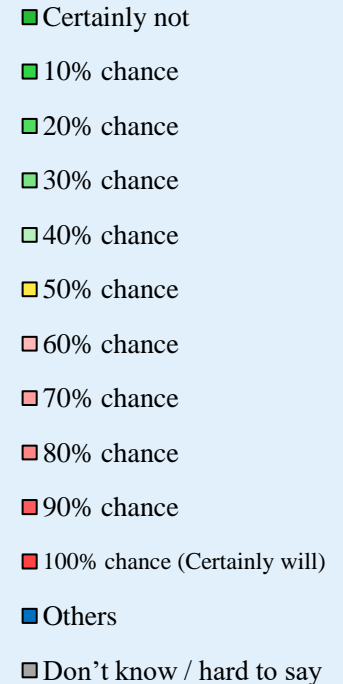 Certainly not
10% chance
20% chance
30% chance
40% chance
50% chance
60% chance
70% chance
80% chance
90% chance
100% chance (Certainly will)
Others
Don’t know / hard to say